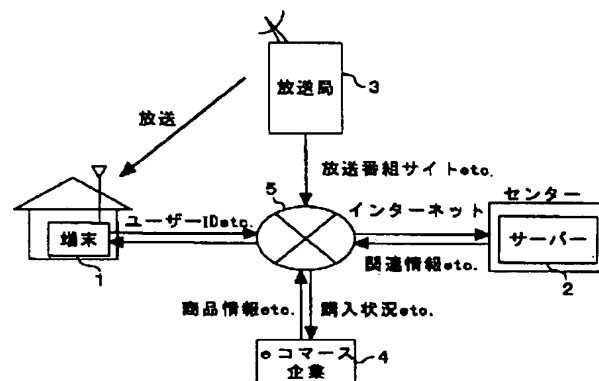 放送局
3
放送
放送番組サイトetc.
5
センター
ユーザーIDetc.
インターネット
端末
サーバー
1
関連情報etc.
2
商品情報etc.
購入状況etc.
eコマース
企業
4